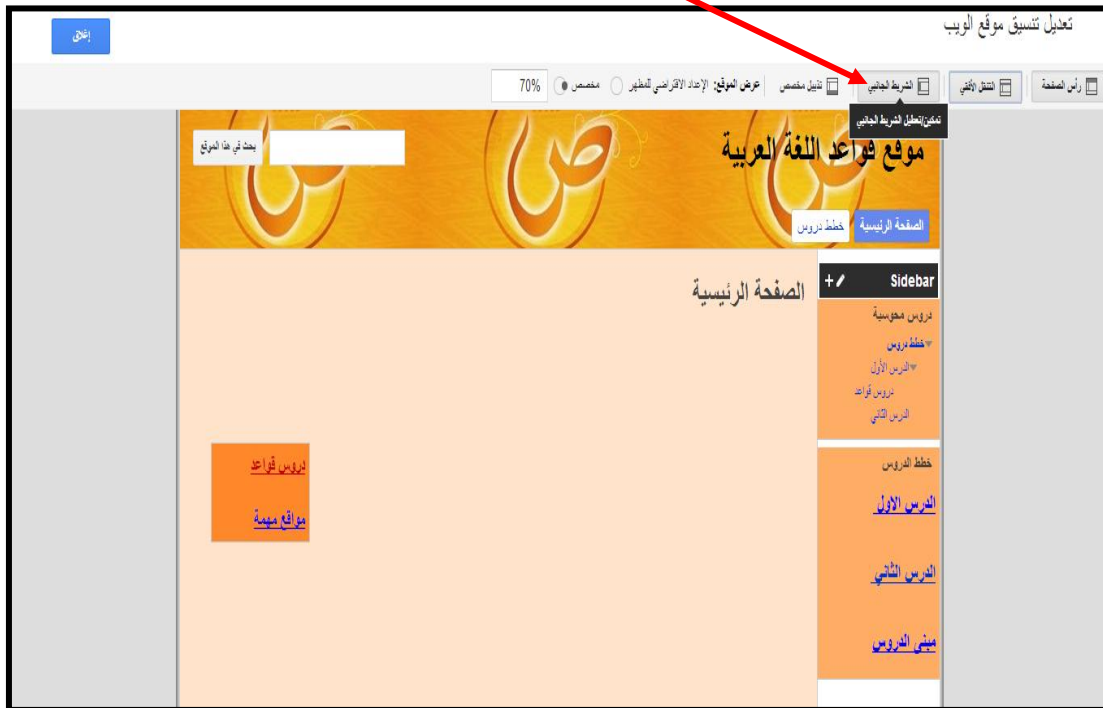 تعديل تنسيق موقع الويب
إغلاق
رأس الصفحة التنقل الأفقي الشريط الجانبي تذييل مخصص عرض الموقع: الإعداد الافتراضي للمظهر مخصص 70%
تمكين/تعطيل الشريط الجانبي
موقع قواعد اللغة العربية
بحث في هذا الموقع
الصفحة الرئيسية خطط دروس
Sidebar
الصفحة الرئيسية
دروس محوسبة
خطط دروس
الدرس الأول
دروس قواعد
الدرس الثاني
خطط الدروس
الدرس الاول
الدرس الثاني
مبنى الدروس
دروس قواعد
مواقع مهمة
ص ص ص